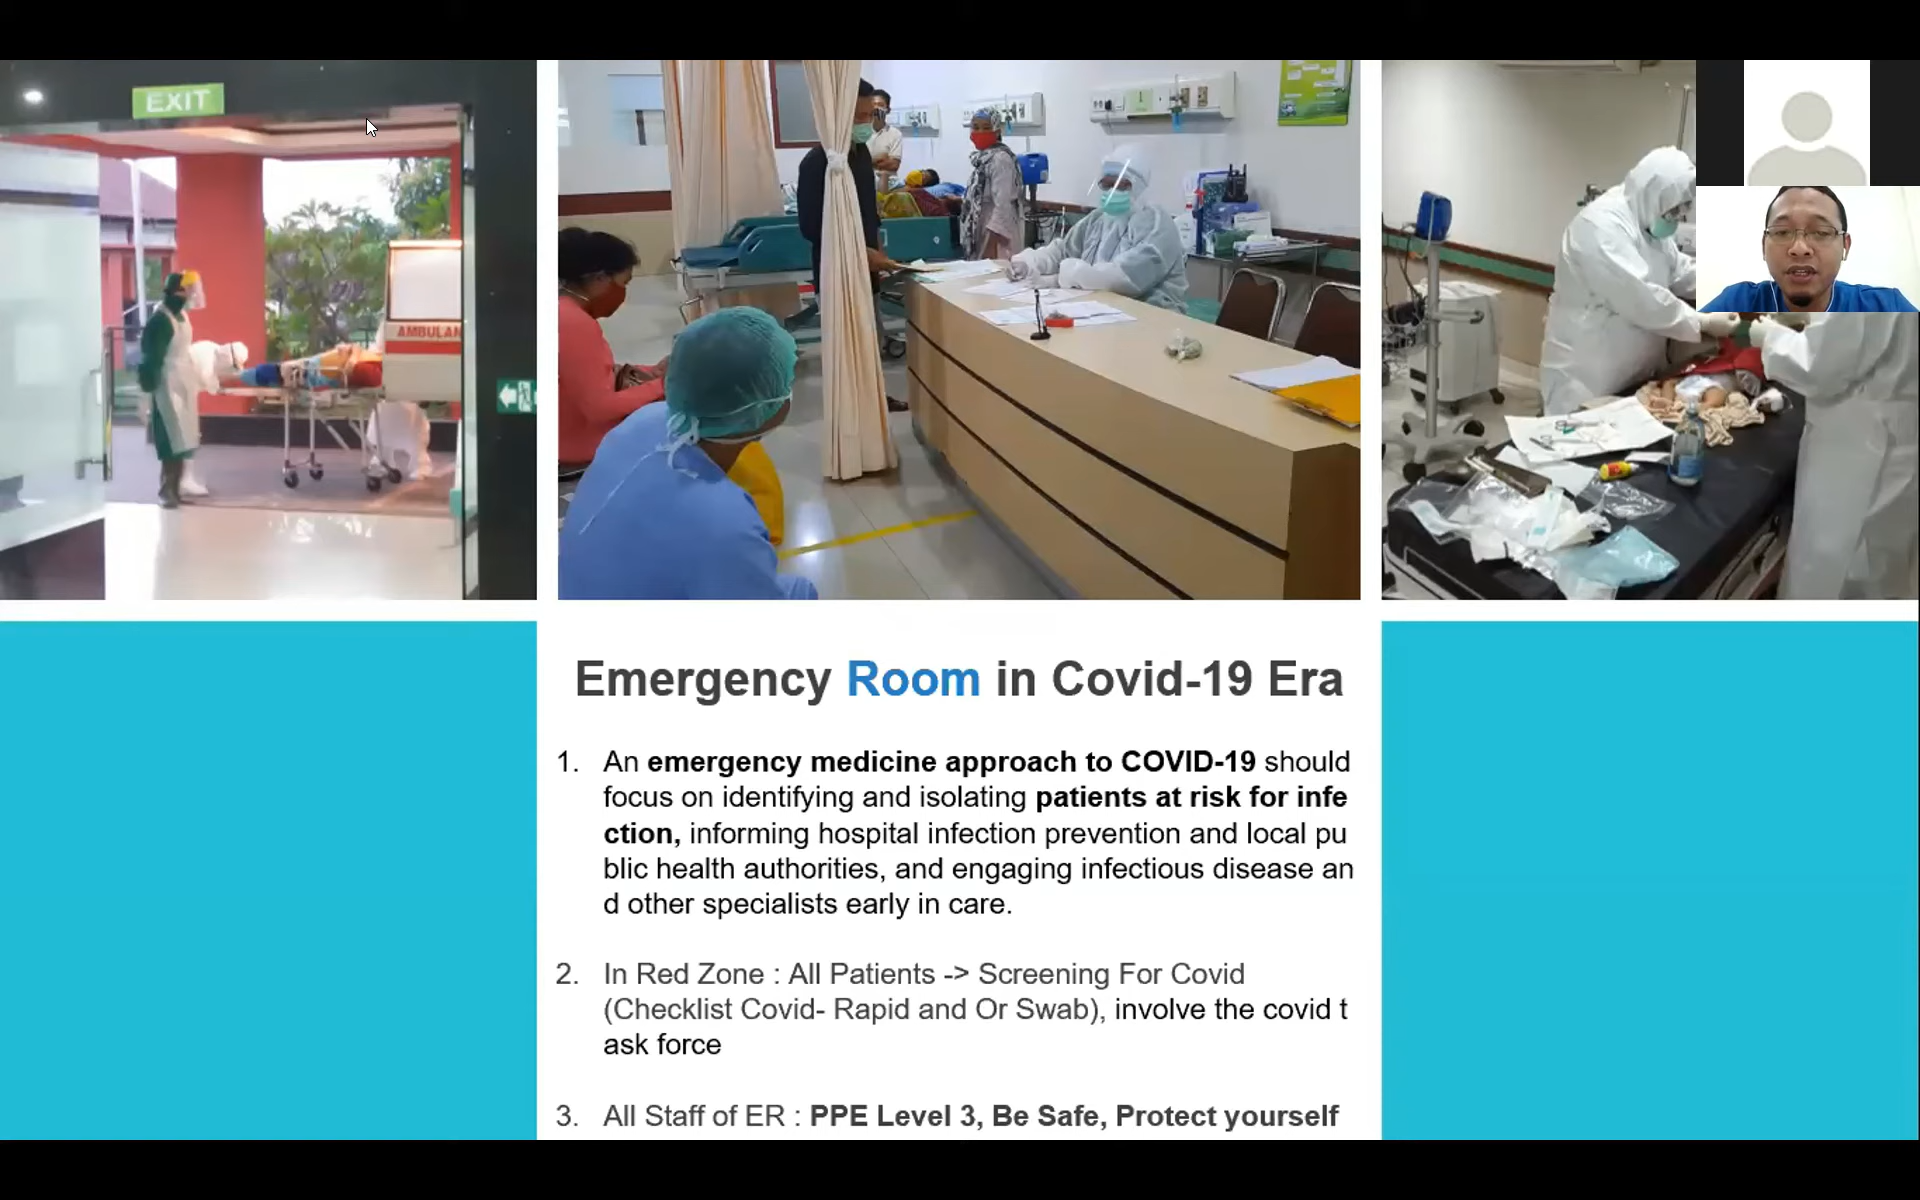 EXIT
AMBULAN
Emergency Room in Covid-19 Era
1. An emergency medicine approach to COVID-19 should
focus on identifying and isolating patients at risk for infe
ction, informing hospital infection prevention and local pu
blic health authorities, and engaging infectious disease an
d other specialists early in care.
2. In Red Zone : All Patients -> Screening For Covid
(Checklist Covid- Rapid and Or Swab), involve the covid t
ask force
3. All Staff of ER : PPE Level 3, Be Safe, Protect yourself